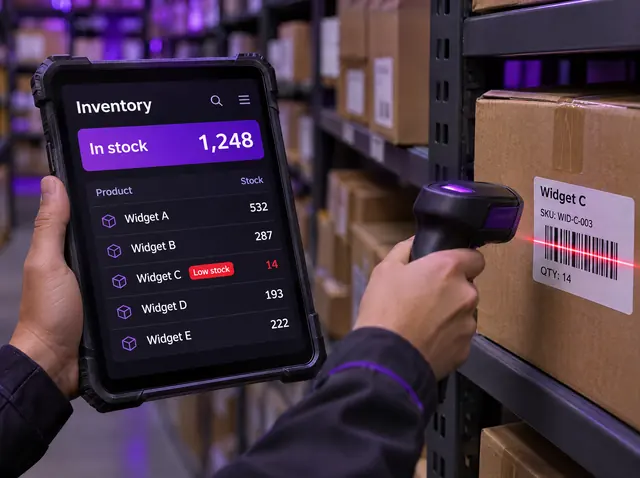 Inventory
In stock 1,248
Product Stock
Widget A 532
Widget B 287
Widget C Low stock 14
Widget D 193
Widget E 222
Widget C
SKU: WID-C-003
QTY: 14